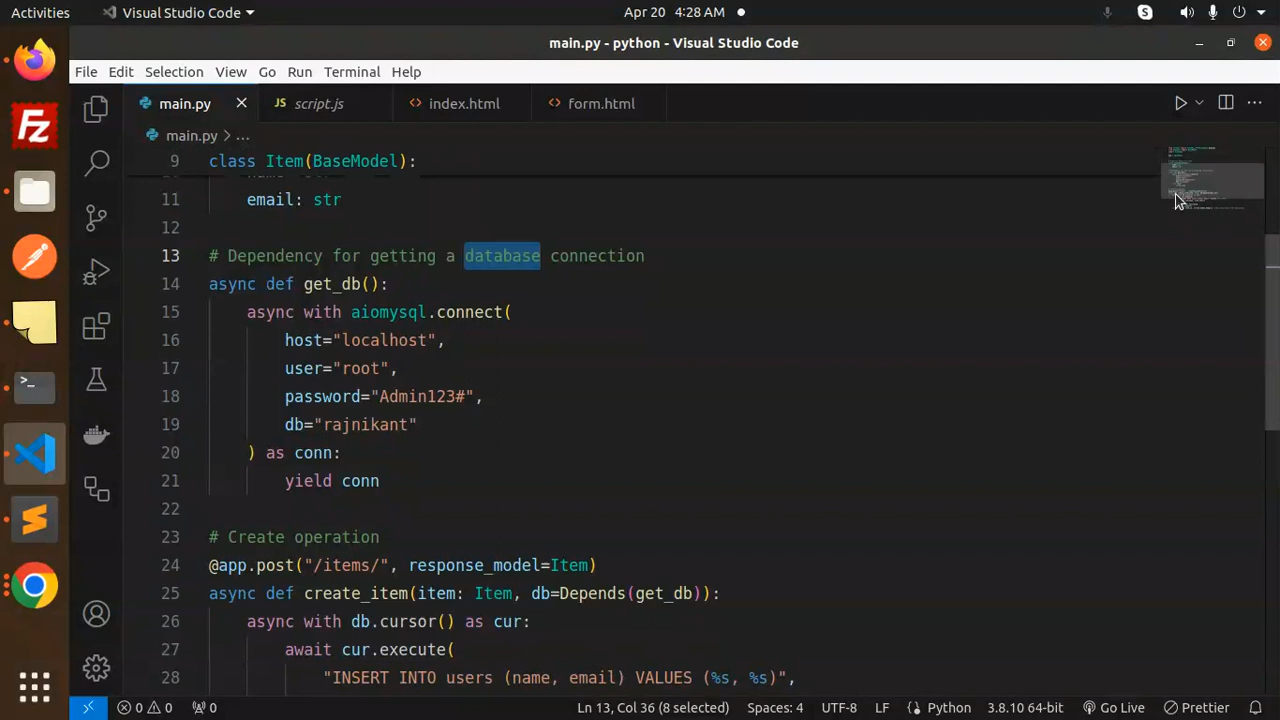 Activities Visual Studio Code Apr 20 4:28 AM
main.py - python - Visual Studio Code
File Edit Selection View Go Run Terminal Help
main.py script.js index.html form.html
main.py > ...
9 class Item(BaseModel):
11 email: str
12
13 # Dependency for getting a database connection
14 async def get_db():
15 async with aiomysql.connect(
16 host="localhost",
17 user="root",
18 password="Admin123#",
19 db="rajnikant"
20 ) as conn:
21 yield conn
22
23 # Create operation
24 @app.post("/items/", response_model=Item)
25 async def create_item(item: Item, db=Depends(get_db)):
26 async with db.cursor() as cur:
27 await cur.execute(
28 "INSERT INTO users (name, email) VALUES (%s, %s)",
0 0 0 Ln 13, Col 36 (8 selected) Spaces: 4 UTF-8 LF Python 3.8.10 64-bit Go Live Prettier